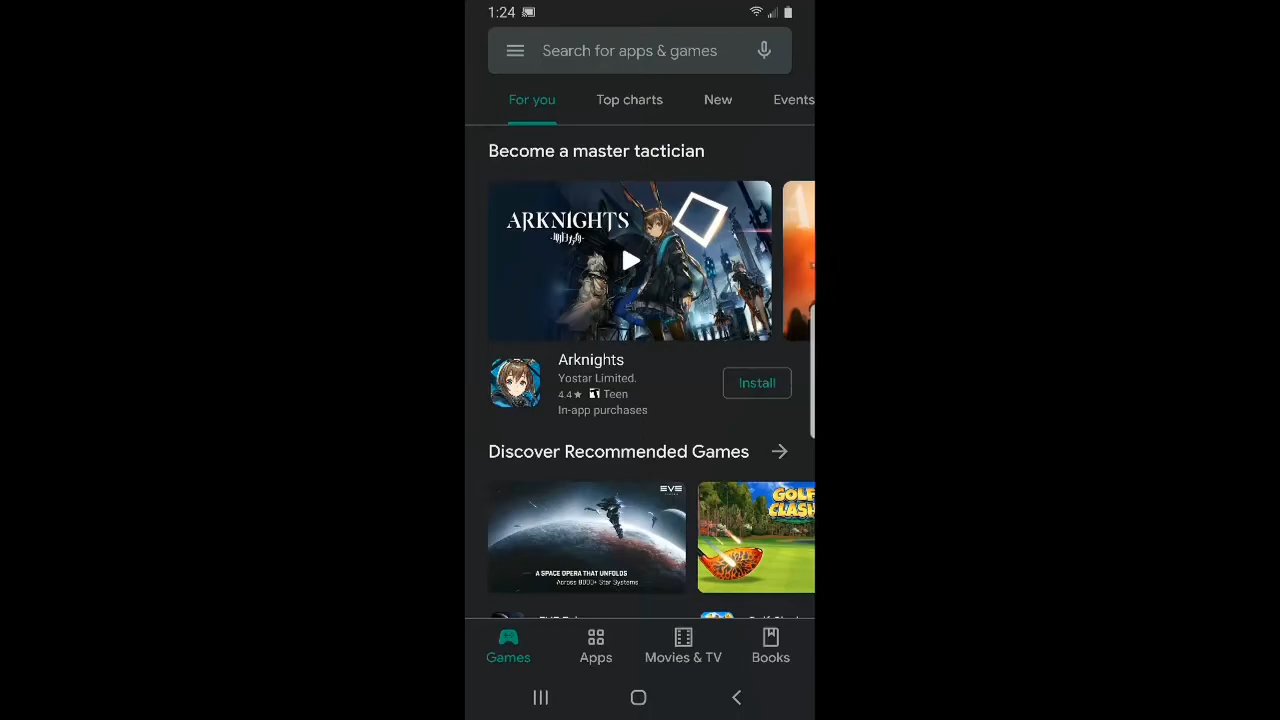 1:24
Search for apps & games
For you Top charts New Events
Become a master tactician
ARKNIGHTS
Arknights
Yostar Limited.
4.4★ Teen
In-app purchases
Install
Discover Recommended Games
EVE
A SPACE OPERA THAT UNFOLDS
Across 8000+ Star Systems
GOLF
CLASH
Games Apps Movies & TV Books